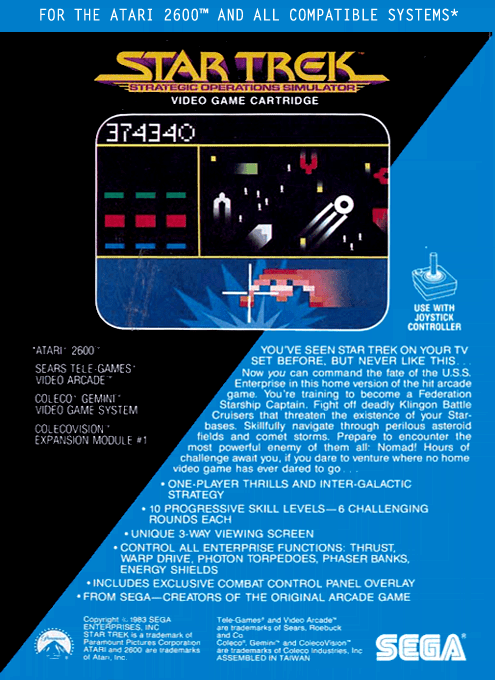 FOR THE ATARI 2600™ AND ALL COMPATIBLE SYSTEMS*
STAR TREK
STRATEGIC OPERATIONS SIMULATOR
VIDEO GAME CARTRIDGE
374340
USE WITH
JOYSTICK
CONTROLLER
*ATARI® 2600™
SEARS TELE-GAMES®
VIDEO ARCADE™
COLECO® GEMINI™
VIDEO GAME SYSTEM
COLECOVISION™
EXPANSION MODULE #1
YOU'VE SEEN STAR TREK ON YOUR TV
SET BEFORE, BUT NEVER LIKE THIS . . .
Now you can command the fate of the U.S.S.
Enterprise in this home version of the hit arcade
game. You're training to become a Federation
Starship Captain. Fight off deadly Klingon Battle
Cruisers that threaten the existence of your Star-
bases. Skillfully navigate through perilous asteroid
fields and comet storms. Prepare to encounter the
most powerful enemy of them all: Nomad! Hours of
challenge await you, if you dare to venture where no home
video game has ever dared to go . . .
• ONE-PLAYER THRILLS AND INTER-GALACTIC
STRATEGY
• 10 PROGRESSIVE SKILL LEVELS—6 CHALLENGING
ROUNDS EACH
• UNIQUE 3-WAY VIEWING SCREEN
• CONTROL ALL ENTERPRISE FUNCTIONS: THRUST,
WARP DRIVE, PHOTON TORPEDOES, PHASER BANKS,
ENERGY SHIELDS
• INCLUDES EXCLUSIVE COMBAT CONTROL PANEL OVERLAY
• FROM SEGA—CREATORS OF THE ORIGINAL ARCADE GAME
Copyright © 1983 SEGA
ENTERPRISES, INC
STAR TREK is a trademark of
Paramount Pictures Corporation
ATARI and 2600 are trademarks
of Atari, Inc.
Tele-Games® and Video Arcade™
are trademarks of Sears, Roebuck
and Co
Coleco®, Gemini™ and ColecoVision™
are trademarks of Coleco Industries, Inc
ASSEMBLED IN TAIWAN
SEGA®